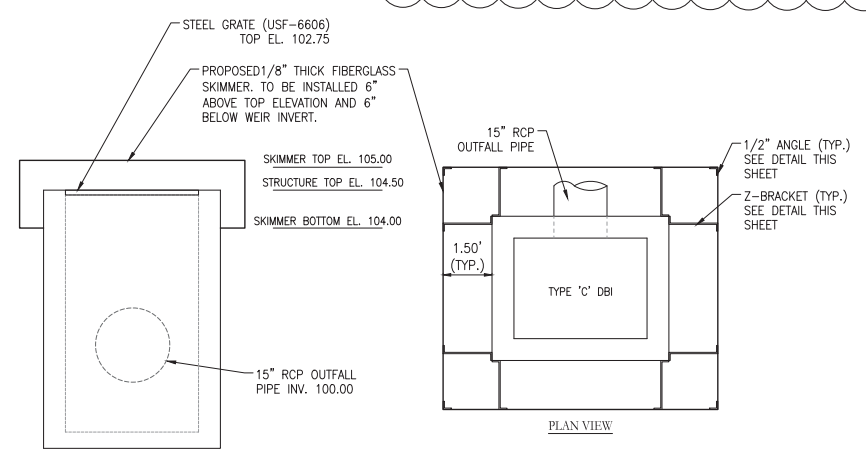 STEEL GRATE (USF-6606)
TOP EL. 102.75
PROPOSED1/8" THICK FIBERGLASS
SKIMMER. TO BE INSTALLED 6"
ABOVE TOP ELEVATION AND 6"
BELOW WEIR INVERT.
SKIMMER TOP EL. 105.00
STRUCTURE TOP EL. 104.50
SKIMMER BOTTOM EL. 104.00
15" RCP OUTFALL
PIPE INV. 100.00
15" RCP
OUTFALL PIPE
1/2" ANGLE (TYP.)
SEE DETAIL THIS
SHEET
Z-BRACKET (TYP.)
SEE DETAIL THIS
SHEET
1.50'
(TYP.)
TYPE 'C' DBI
PLAN VIEW